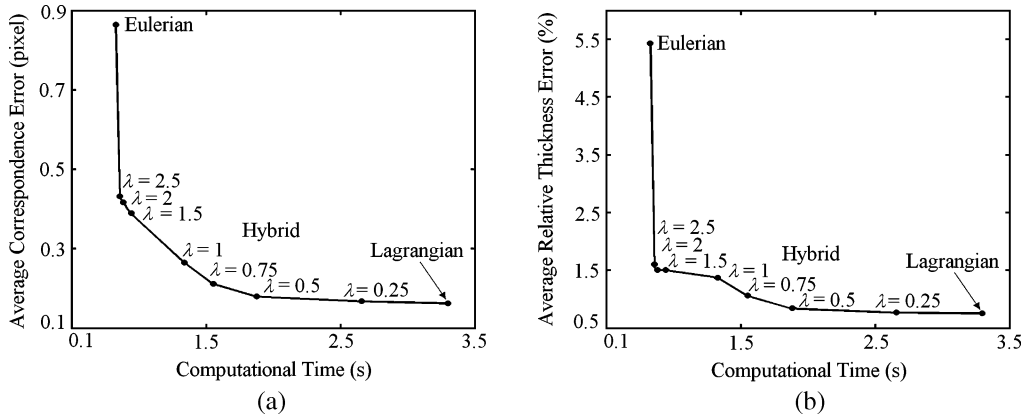 0.9
0.7
0.5
0.3
0.1
Average Correspondence Error (pixel)
Eulerian
λ = 2.5
λ = 2
λ = 1.5
Hybrid
λ = 1
λ = 0.75
λ = 0.5
λ = 0.25
Lagrangian
0.1 1.5 2.5 3.5
Computational Time (s)
(a)
5.5
4.5
3.5
2.5
1.5
0.5
Average Relative Thickness Error (%)
Eulerian
λ = 2.5
λ = 2
λ = 1.5
Hybrid
λ = 1
λ = 0.75
λ = 0.5
λ = 0.25
Lagrangian
0.1 1.5 2.5 3.5
Computational Time (s)
(b)